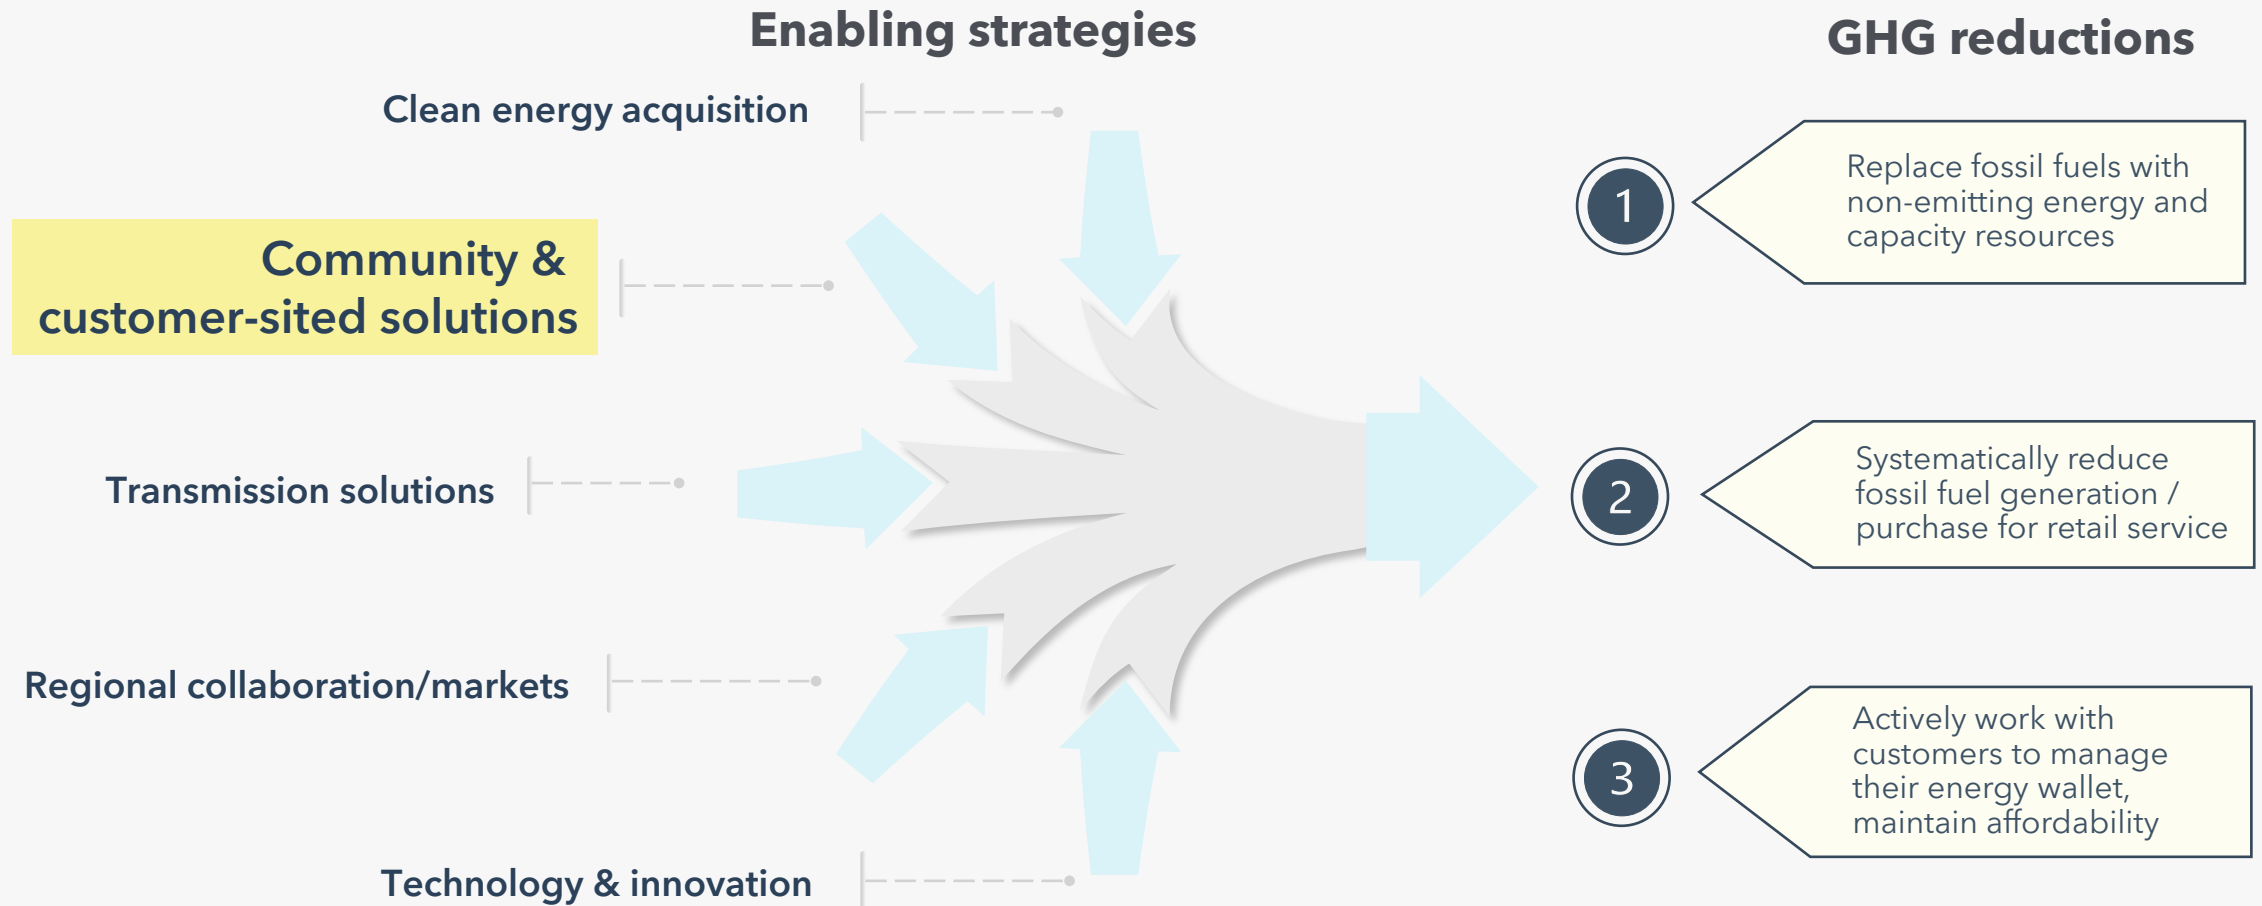 Enabling strategies
Clean energy acquisition
Community &
customer-sited solutions
Transmission solutions
Regional collaboration/markets
Technology & innovation
GHG reductions
1
Replace fossil fuels with
non-emitting energy and
capacity resources
2
Systematically reduce
fossil fuel generation /
purchase for retail service
3
Actively work with
customers to manage
their energy wallet,
maintain affordability